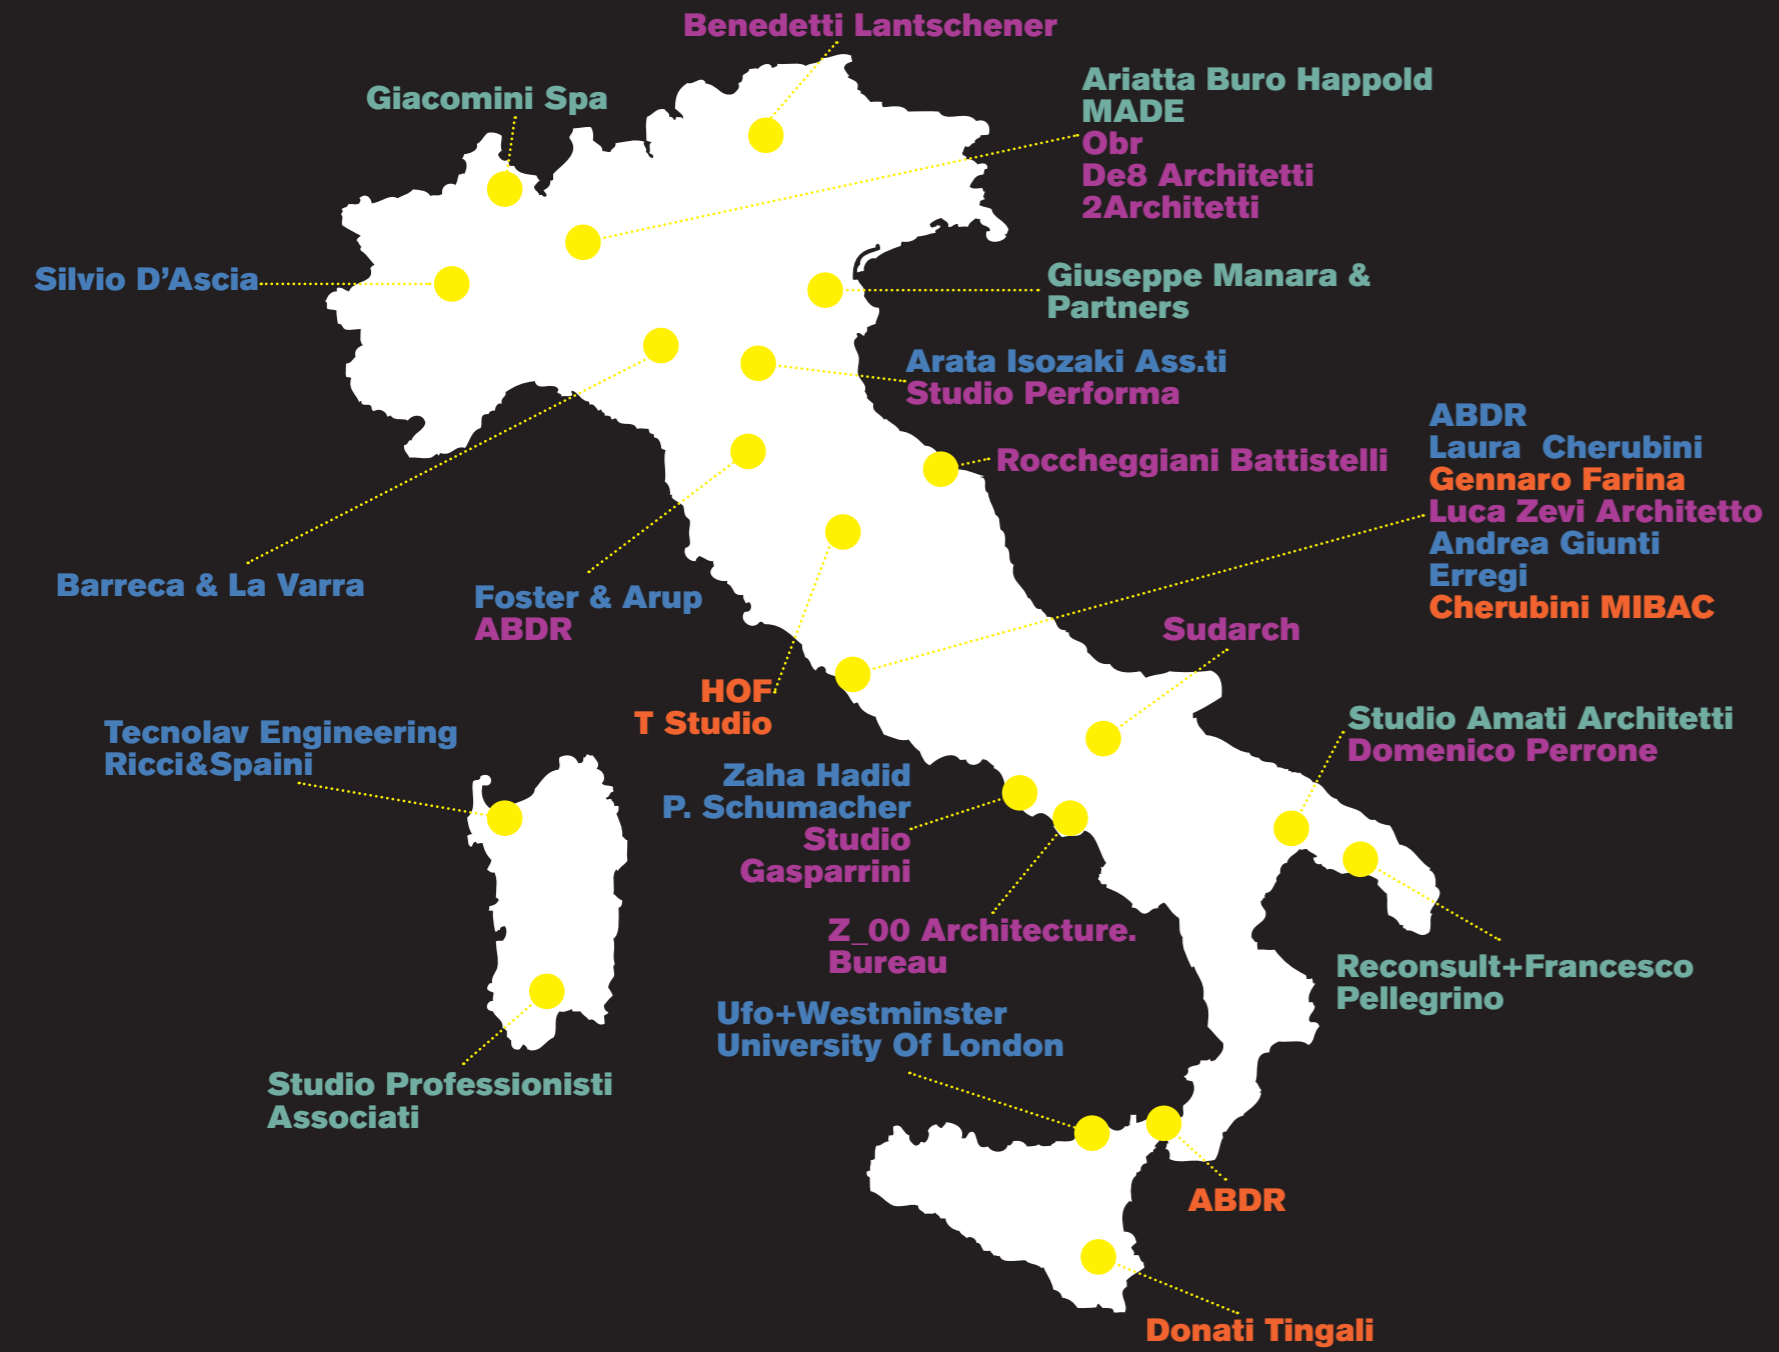 Benedetti Lantschener
Giacomini Spa
Ariatta Buro Happold
MADE
Obr
De8 Architetti
2Architetti
Silvio D’Ascia
Giuseppe Manara &
Partners
Arata Isozaki Ass.ti
Studio Performa
ABDR
Laura  Cherubini
Gennaro Farina
Luca Zevi Architetto
Andrea Giunti
Erregi
Cherubini MIBAC
Roccheggiani Battistelli
Barreca & La Varra
Foster & Arup
ABDR
Sudarch
HOF
T Studio
Tecnolav Engineering
Ricci&Spaini
Studio Amati Architetti
Domenico Perrone
Zaha Hadid
P. Schumacher
Studio
Gasparrini
Z_00 Architecture.
Bureau
Reconsult+Francesco
Pellegrino
Ufo+Westminster
University Of London
Studio Professionisti
Associati
ABDR
Donati Tingali